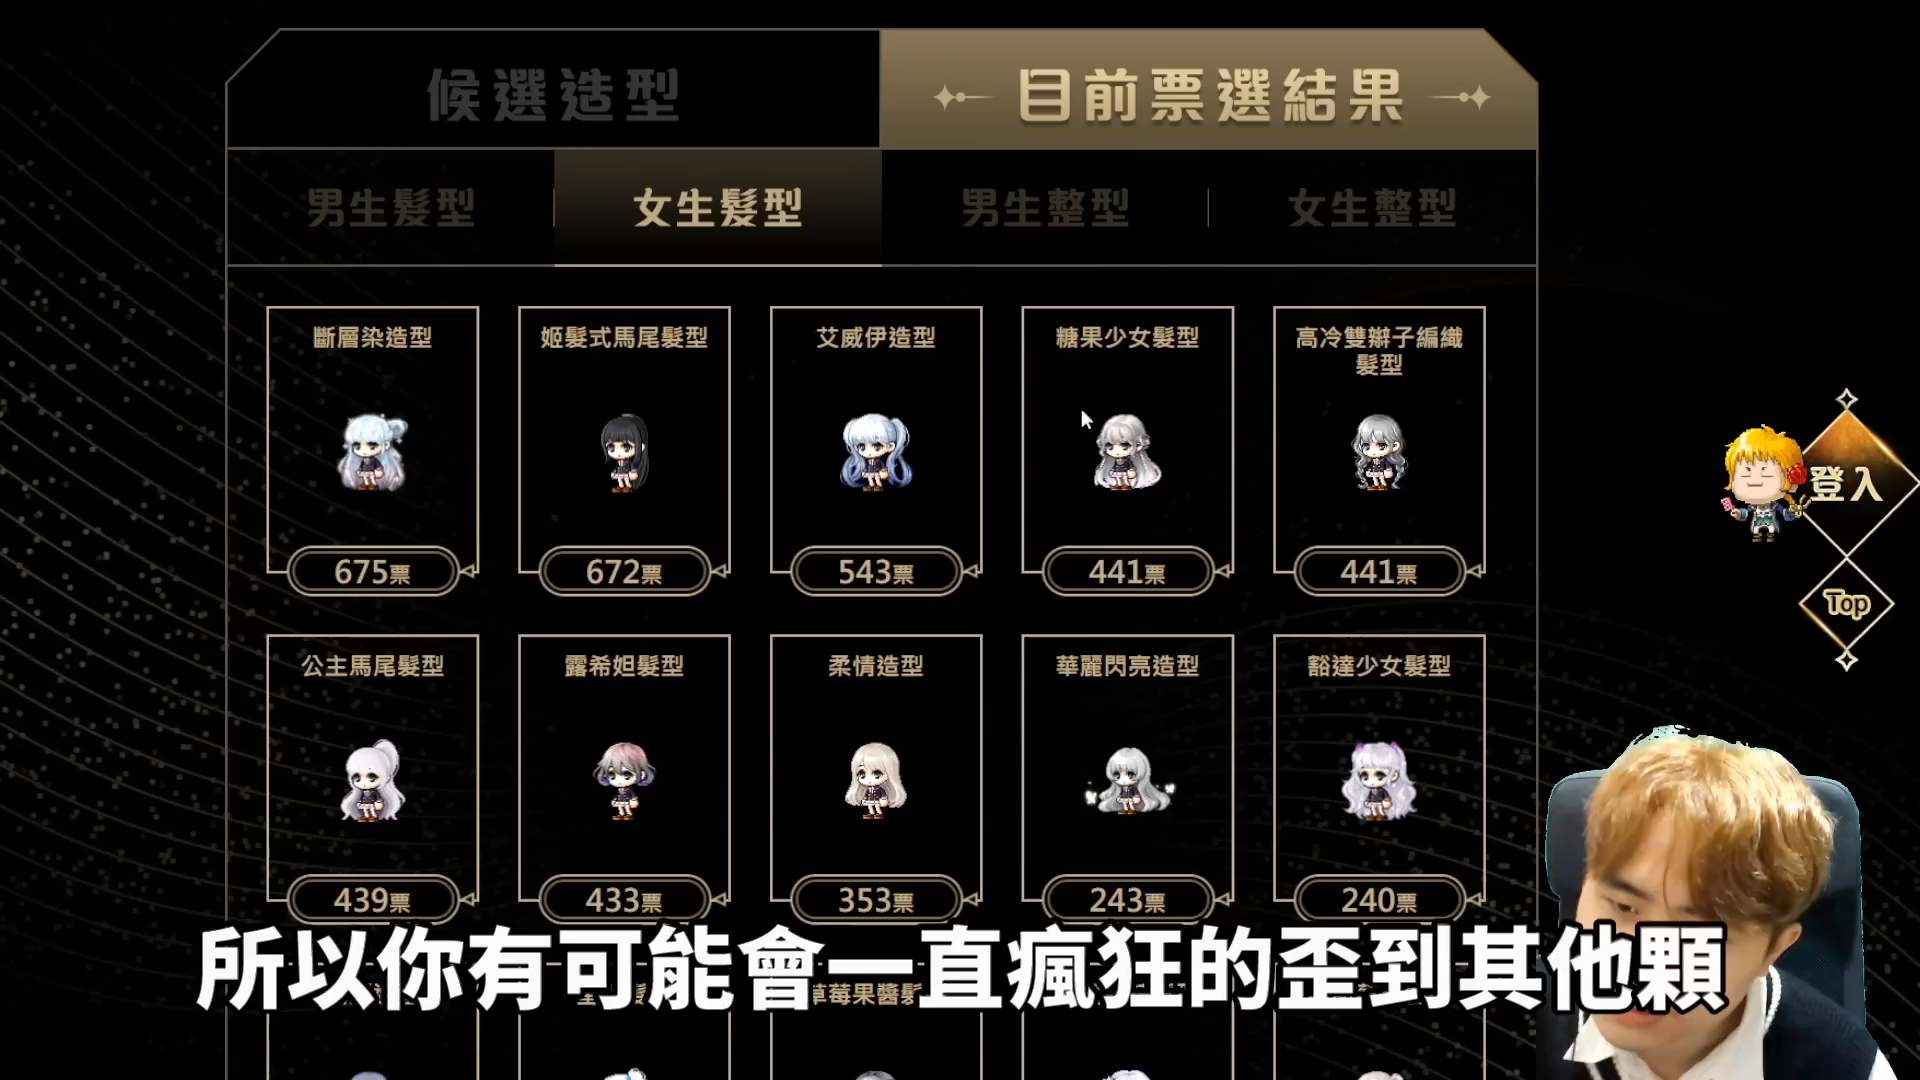 候選造型
目前票選結果
男生髮型
女生髮型
男生整型
女生整型
斷層染造型
姬髮式馬尾髮型
艾威伊造型
糖果少女髮型
高冷雙辮子編織
髮型
675票
672票
543票
441票
441票
登入
Top
公主馬尾髮型
露希妲髮型
柔情造型
華麗閃亮造型
豁達少女髮型
439票
433票
353票
243票
240票
所以你有可能會一直瘋狂的歪到其他顆
草莓果醬髮